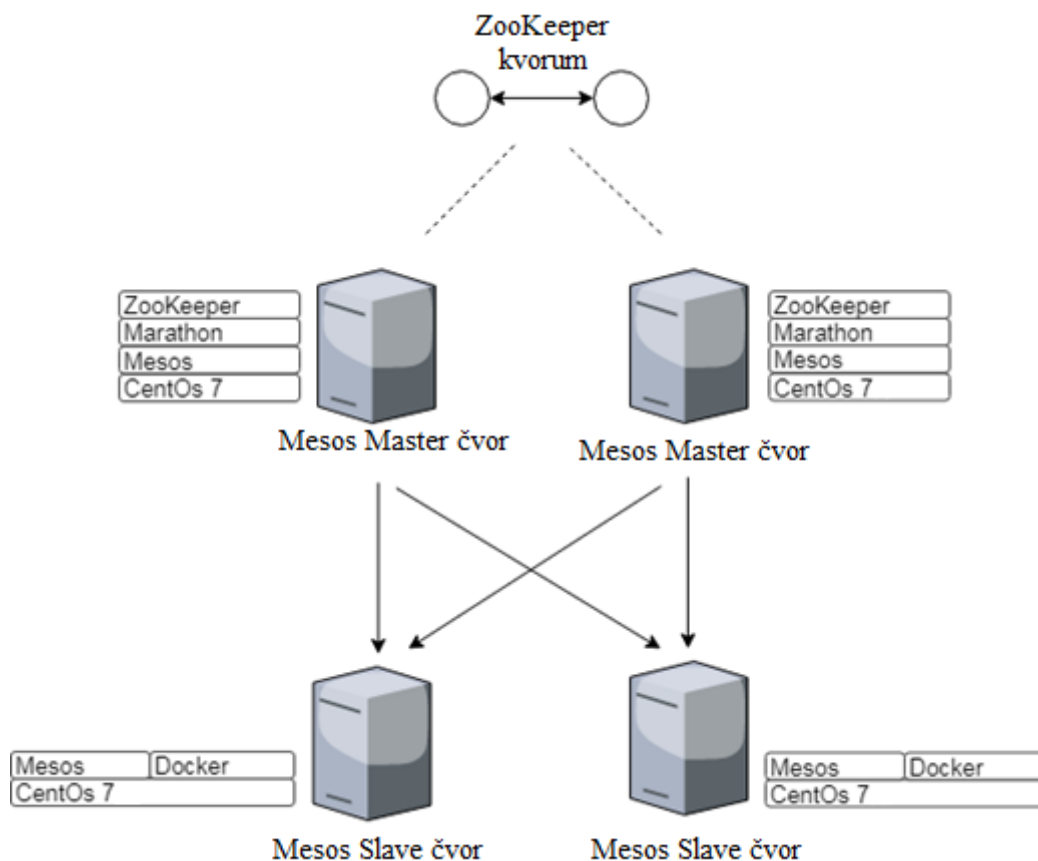 ZooKeeper
kvorum
ZooKeeper
Marathon
Mesos
CentOs 7
ZooKeeper
Marathon
Mesos
CentOs 7
Mesos Master čvor
Mesos Master čvor
Mesos Docker
CentOs 7
Mesos Docker
CentOs 7
Mesos Slave čvor
Mesos Slave čvor